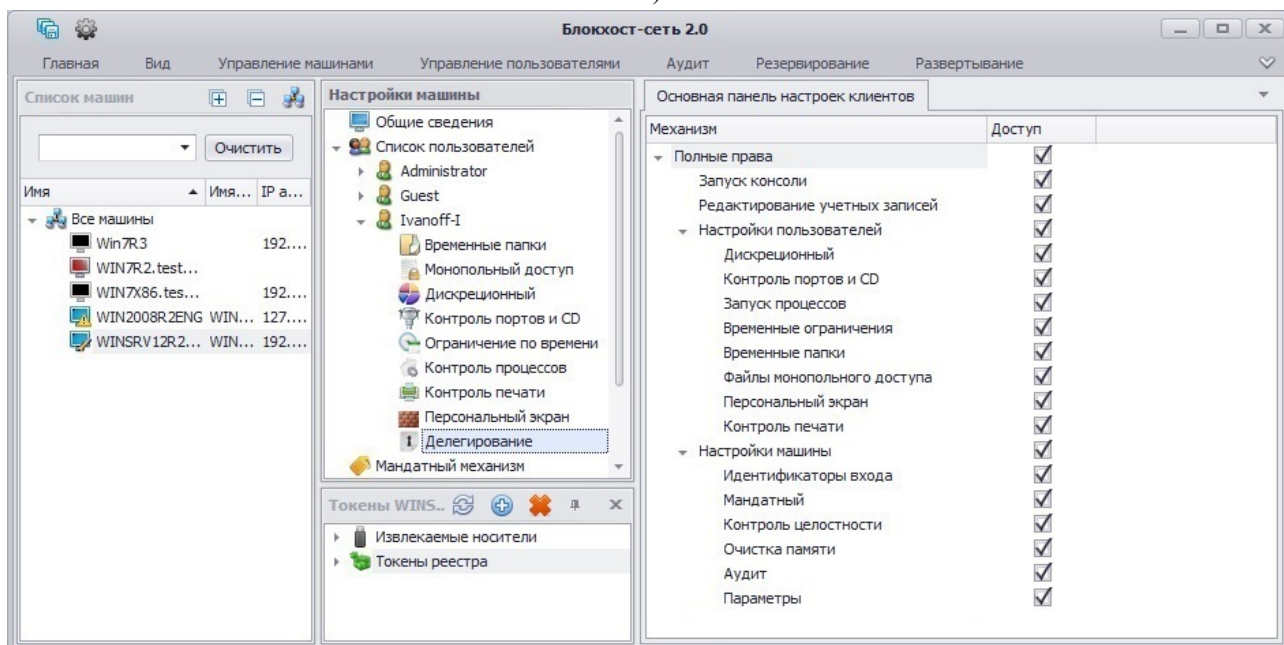 )
Блокхост-сеть 2.0
Главная Вид Управление машинами Управление пользователями Аудит Резервирование Развертывание
Список машин
Очистить
Имя Имя... IP а...
Все машины
Win7R3 192....
WIN7R2.test...
WIN7X86.tes... 192....
WIN2008R2ENG WIN... 127....
WINSRV12R2... WIN... 192....
Настройки машины
Общие сведения
Список пользователей
Administrator
Guest
Ivanoff-I
Временные папки
Монопольный доступ
Дискреционный
Контроль портов и CD
Ограничение по времени
Контроль процессов
Контроль печати
Персональный экран
Делегирование
Мандатный механизм
Токены WINS...
Извлекаемые носители
Токены реестра
Основная панель настроек клиентов
Механизм Доступ
Полные права
Запуск консоли
Редактирование учетных записей
Настройки пользователей
Дискреционный
Контроль портов и CD
Запуск процессов
Временные ограничения
Временные папки
Файлы монопольного доступа
Персональный экран
Контроль печати
Настройки машины
Идентификаторы входа
Мандатный
Контроль целостности
Очистка памяти
Аудит
Параметры